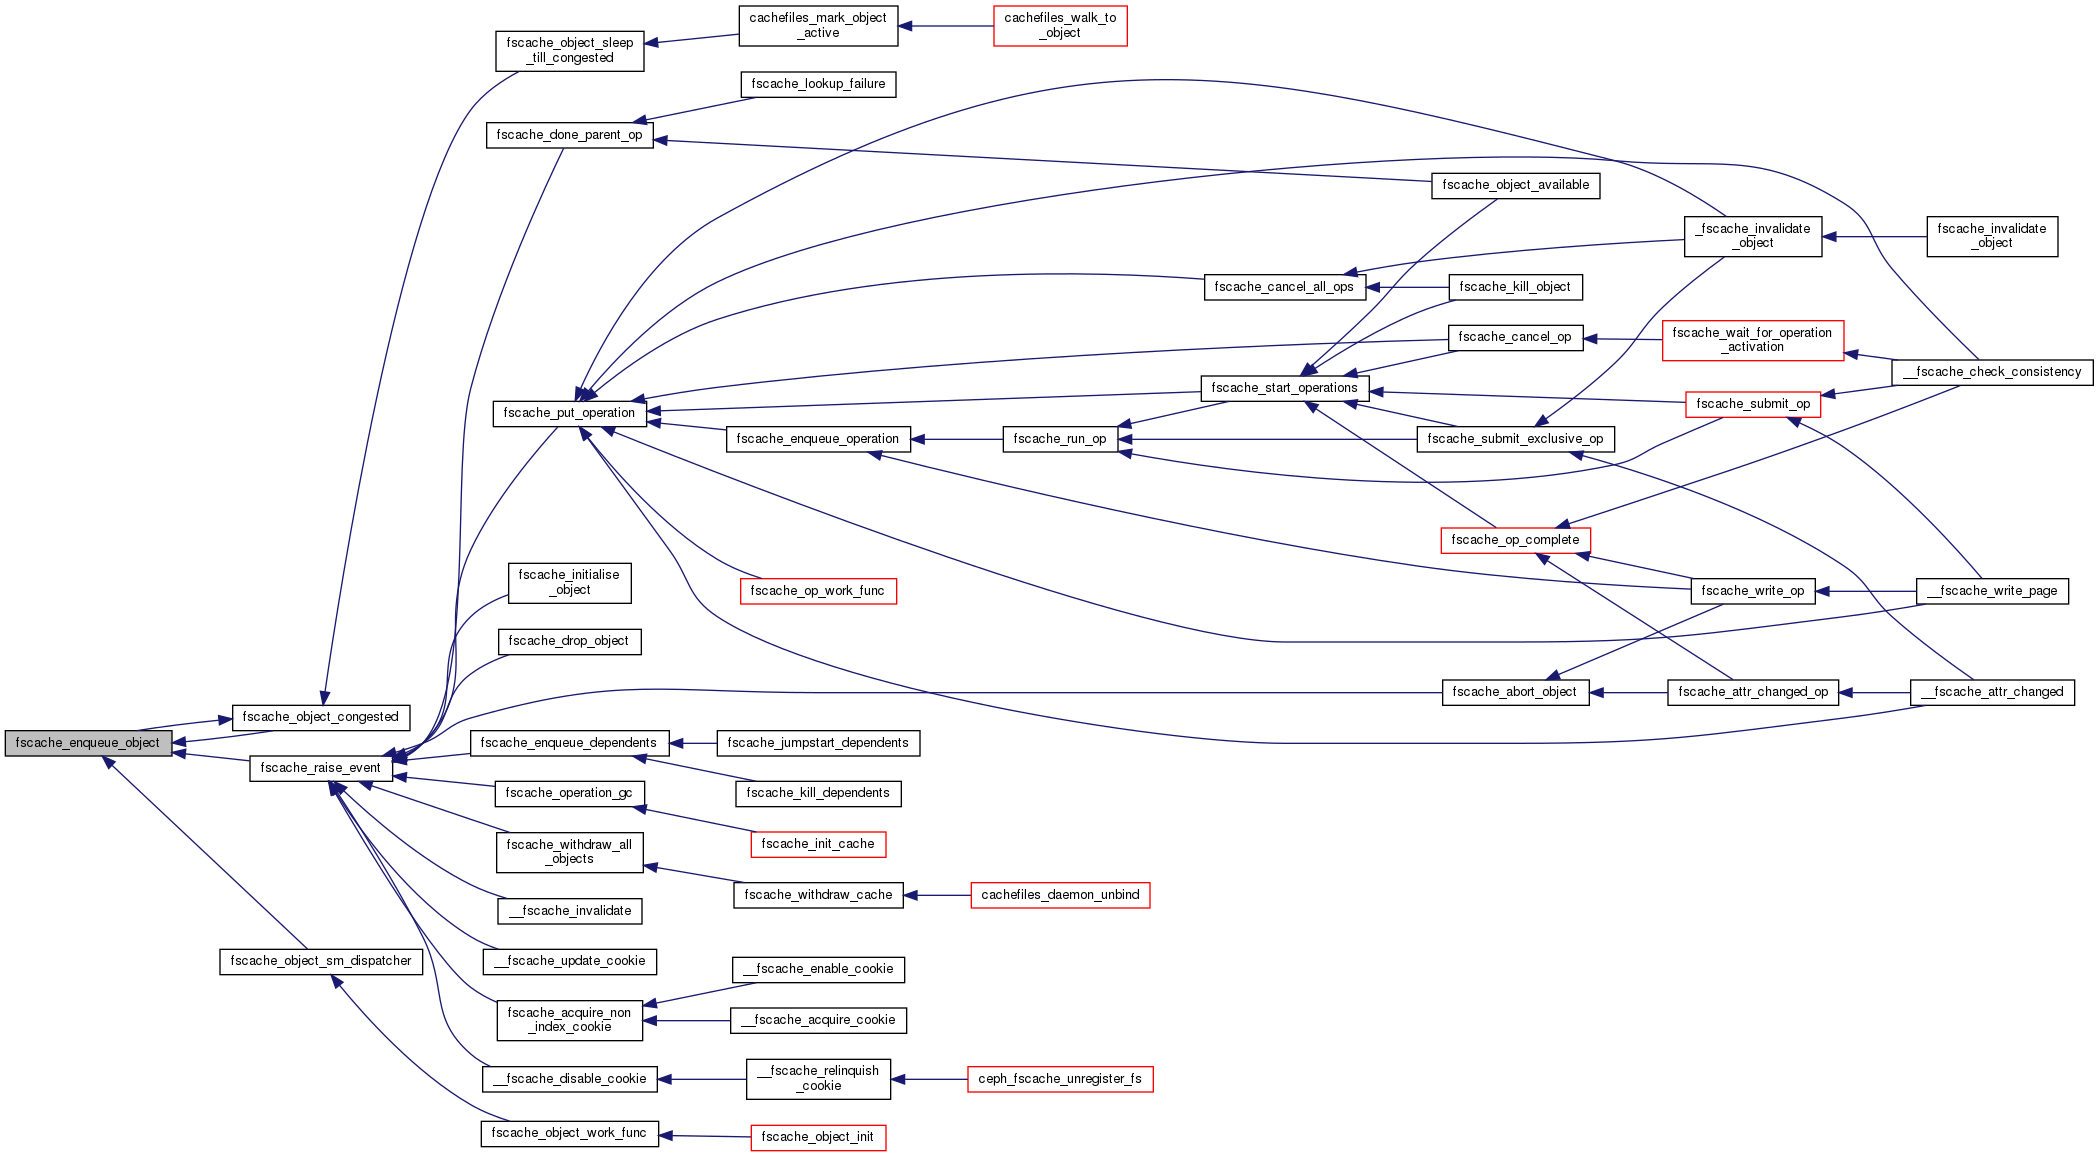 cachefiles_mark_object
_active
cachefiles_walk_to
_object
fscache_object_sleep
_till_congested
fscache_lookup_failure
fscache_done_parent_op
fscache_object_available
_fscache_invalidate
_object
fscache_invalidate
_object
fscache_cancel_all_ops
fscache_kill_object
fscache_cancel_op
fscache_wait_for_operation
_activation
__fscache_check_consistency
fscache_start_operations
fscache_submit_op
fscache_put_operation
fscache_enqueue_operation
fscache_run_op
fscache_submit_exclusive_op
fscache_op_complete
fscache_initialise
_object
fscache_op_work_func
fscache_write_op
__fscache_write_page
fscache_drop_object
fscache_abort_object
fscache_attr_changed_op
__fscache_attr_changed
fscache_object_congested
fscache_enqueue_object
fscache_enqueue_dependents
fscache_jumpstart_dependents
fscache_raise_event
fscache_operation_gc
fscache_kill_dependents
fscache_withdraw_all
_objects
fscache_init_cache
fscache_withdraw_cache
cachefiles_daemon_unbind
__fscache_invalidate
fscache_object_sm_dispatcher
__fscache_update_cookie
__fscache_enable_cookie
fscache_acquire_non
_index_cookie
__fscache_acquire_cookie
__fscache_disable_cookie
__fscache_relinquish
_cookie
ceph_fscache_unregister_fs
fscache_object_work_func
fscache_object_init